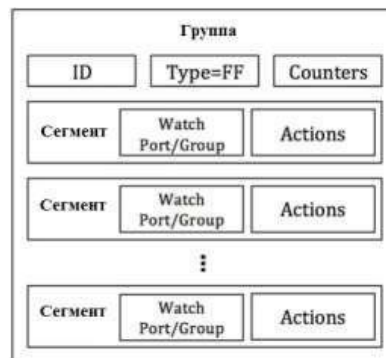 Группа
ID Type=FF Counters
Сегмент Watch Port/Group Actions
Сегмент Watch Port/Group Actions
⋮
Сегмент Watch Port/Group Actions